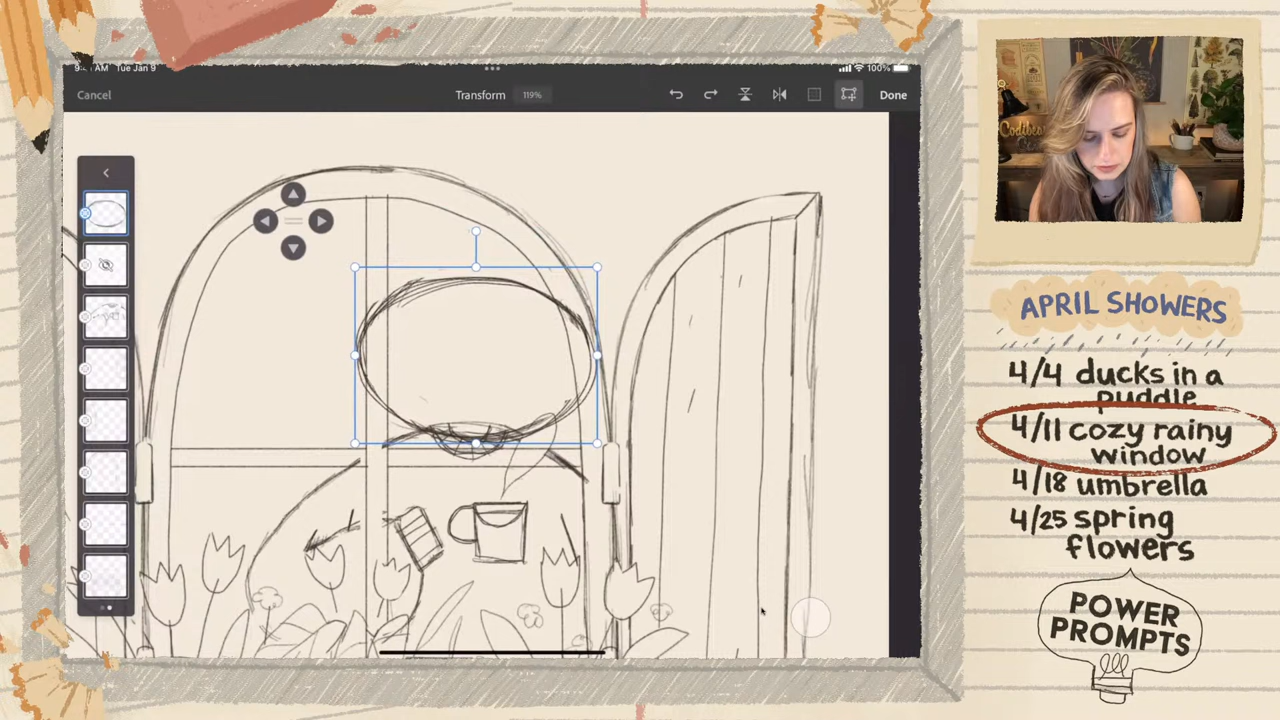 Tue Jan 9
100%
Cancel
Transform
119%
Done
APRIL SHOWERS
4/4 ducks in a
puddle
4/11 cozy rainy
window
4/18 umbrella
4/25 spring
flowers
POWER
PROMPTS